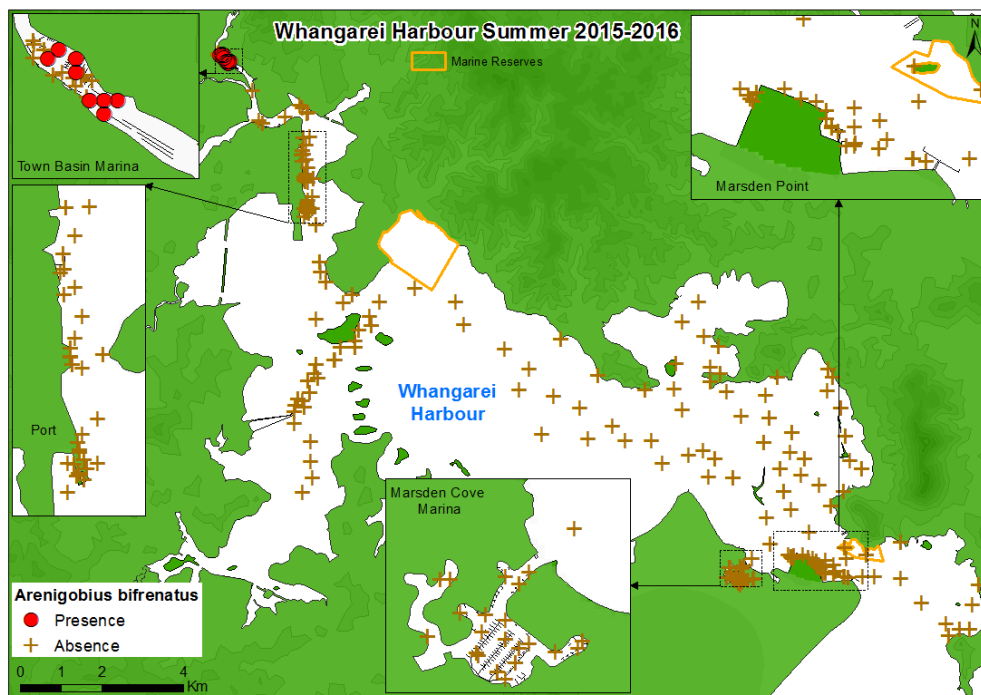 Whangarei Harbour Summer 2015-2016
Marine Reserves
N
Town Basin Marina
Marsden Point
Port
Whangarei
Harbour
Marsden Cove
Marina
Arenigobius bifrenatus
Presence
Absence
0 1 2 4
Km